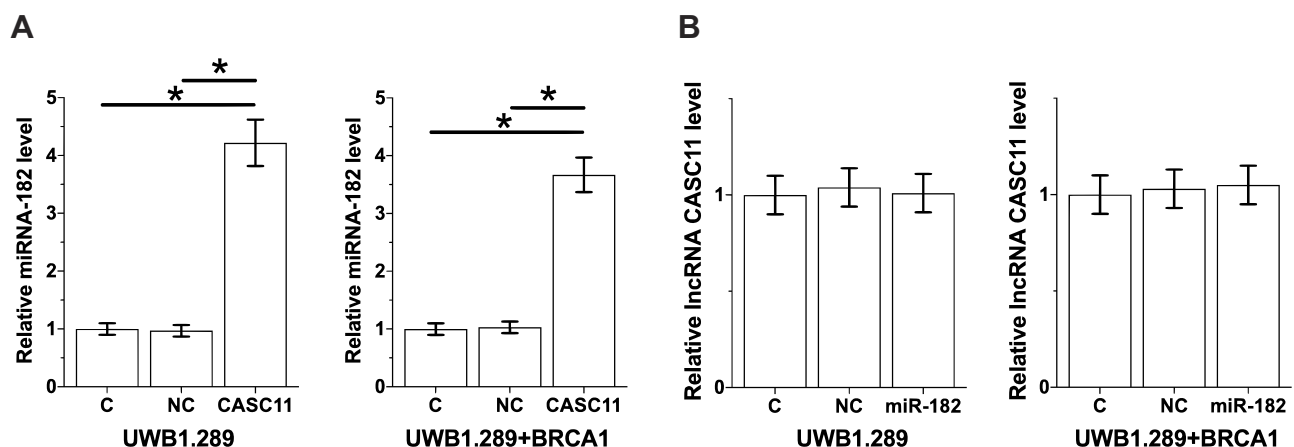 A
B
*
*
Relative miRNA-182 level
5
4
3
2
1
0
C NC CASC11
UWB1.289
*
*
Relative miRNA-182 level
5
4
3
2
1
0
C NC CASC11
UWB1.289+BRCA1
Relative lncRNA CASC11 level
1
0
C NC miR-182
UWB1.289
Relative lncRNA CASC11 level
1
0
C NC miR-182
UWB1.289+BRCA1